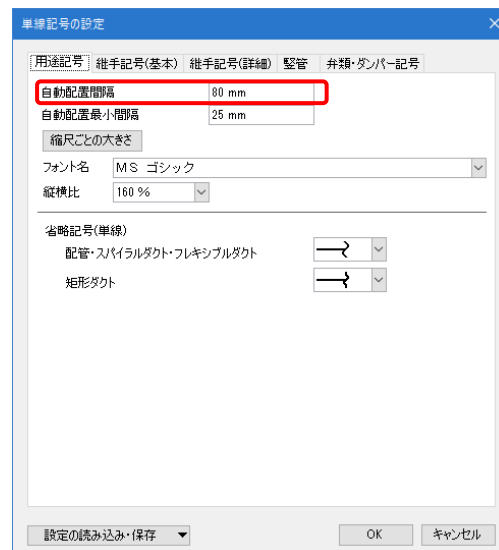 単線記号の設定
用途記号 継手記号(基本) 継手記号(詳細) 竪管 弁類・ダンパー記号
自動配置間隔 80 mm
自動配置最小間隔 25 mm
縮尺ごとの大きさ
フォント名 MS ゴシック
縦横比 160 %
省略記号(単線)
配管・スパイラルダクト・フレキシブルダクト
矩形ダクト
設定の読み込み・保存 OK キャンセル